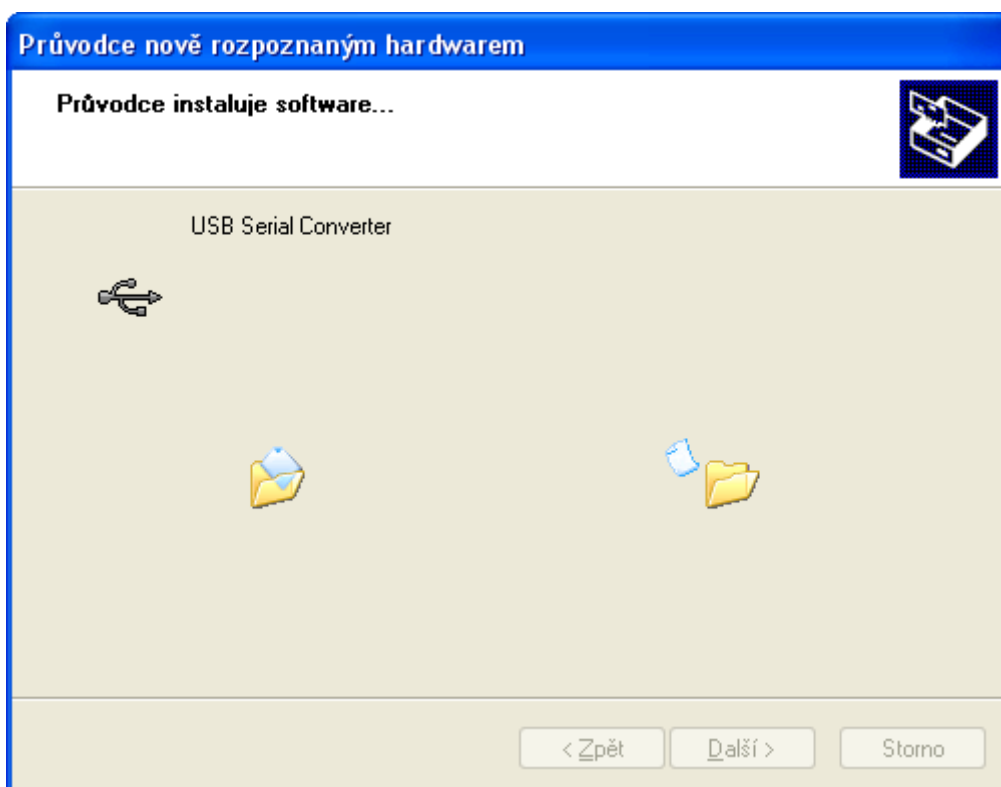 Průvodce nově rozpoznaným hardwarem
Průvodce instaluje software...
USB Serial Converter
< Zpět
Další >
Storno